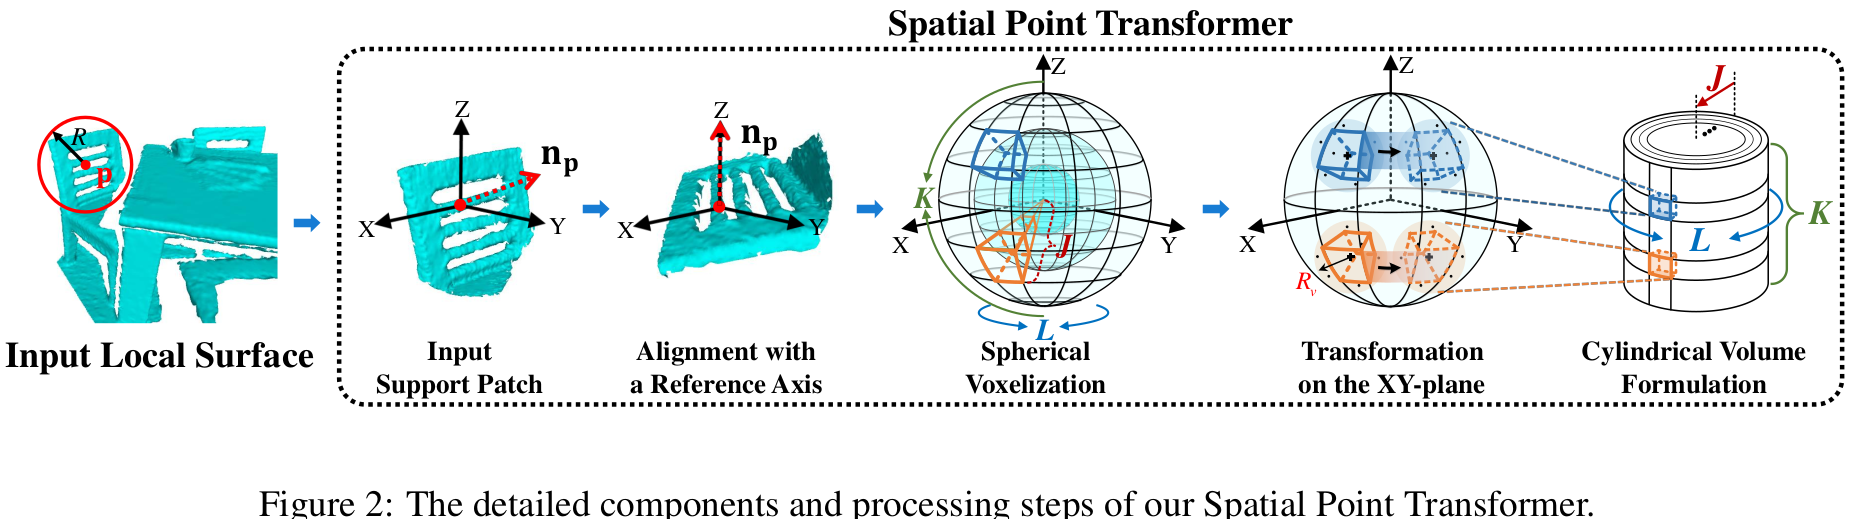 Spatial Point Transformer
R
p
Input Local Surface
Z
n_p
X
Y
Input
Support Patch
Z
n_p
X
Y
Alignment with
a Reference Axis
Z
K
X
Y
J
L
Spherical
Voxelization
Z
X
Y
R_v
Transformation
on the XY-plane
J
L
K
Cylindrical Volume
Formulation
Figure 2: The detailed components and processing steps of our Spatial Point Transformer.